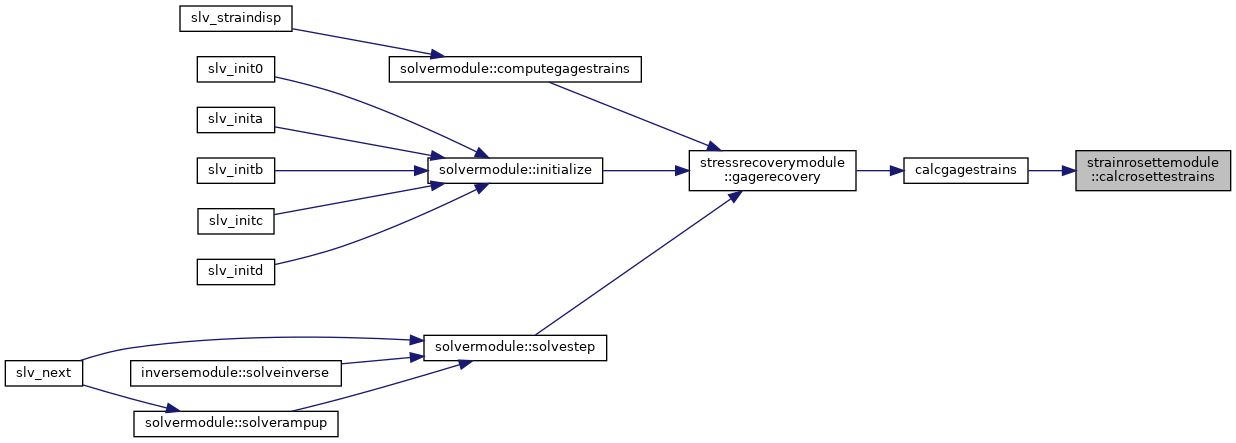 slv_straindisp
solvermodule::computegagestrains
slv_init0
slv_inita
slv_initb
slv_initc
slv_initd
solvermodule::initialize
stressrecoverymodule
::gagerecovery
calcgagestrains
strainrosettemodule
::calcrosettestrains
solvermodule::solvestep
slv_next
inversemodule::solveinverse
solvermodule::solverampup